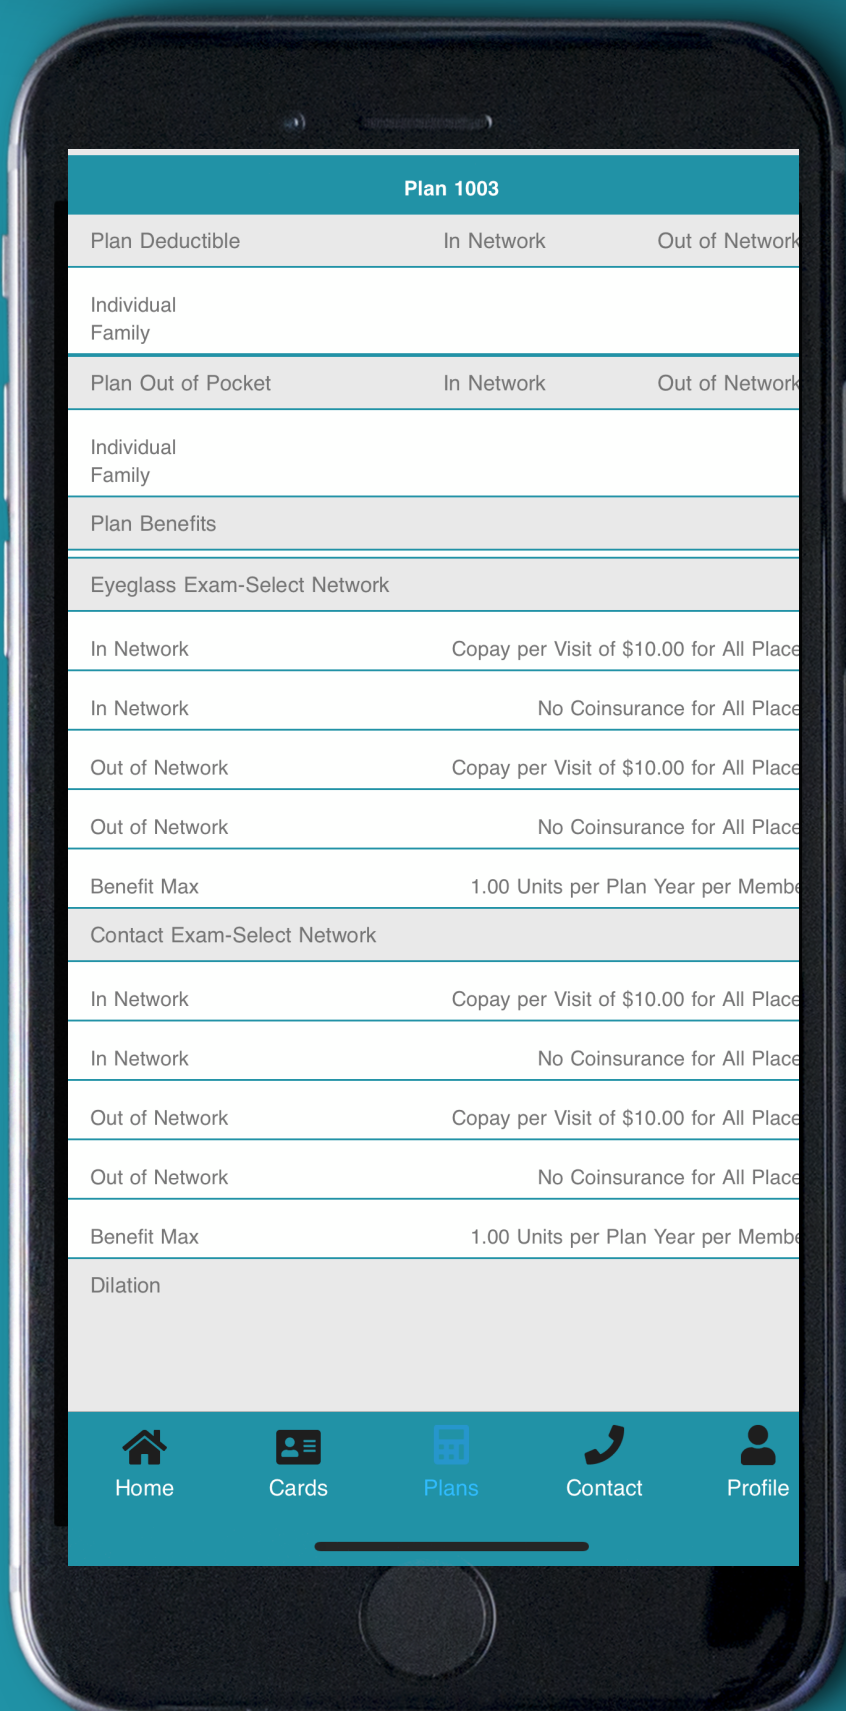 Plan 1003
Plan Deductible In Network Out of Network
Individual
Family
Plan Out of Pocket In Network Out of Network
Individual
Family
Plan Benefits
Eyeglass Exam-Select Network
In Network Copay per Visit of $10.00 for All Place
In Network No Coinsurance for All Place
Out of Network Copay per Visit of $10.00 for All Place
Out of Network No Coinsurance for All Place
Benefit Max 1.00 Units per Plan Year per Membe
Contact Exam-Select Network
In Network Copay per Visit of $10.00 for All Place
In Network No Coinsurance for All Place
Out of Network Copay per Visit of $10.00 for All Place
Out of Network No Coinsurance for All Place
Benefit Max 1.00 Units per Plan Year per Membe
Dilation
Home Cards Plans Contact Profile